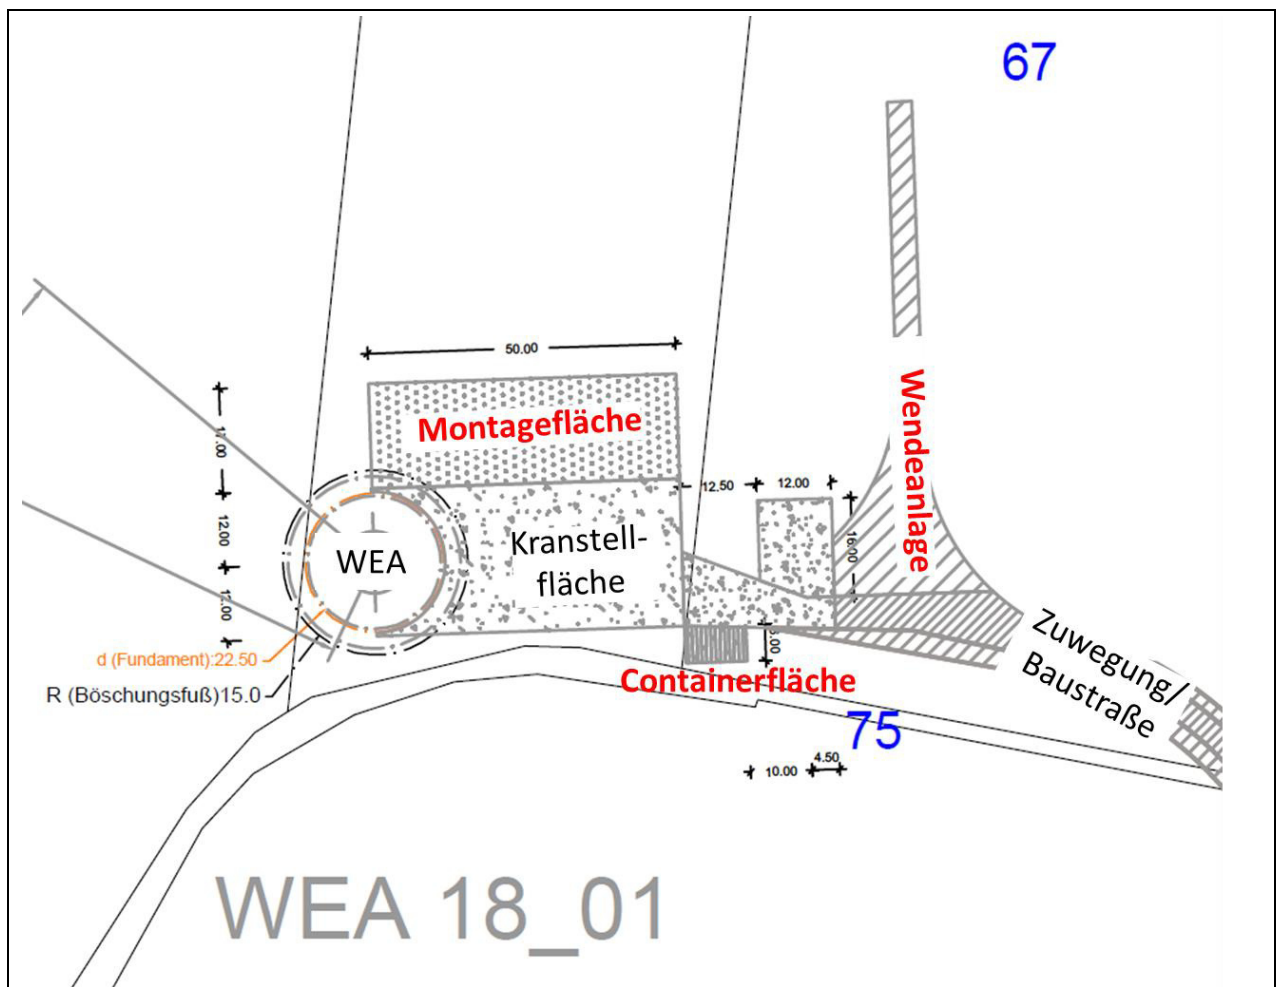 67
50.00
Montagefläche
17.00
12.00
12.00
12.50
12.00
16.00
Wendeanlage
WEA
Kranstell-
fläche
d (Fundament):22.50
R (Böschungsfuß)15.0
Containerfläche
Zuwegung/
Baustraße
75
10.00
4.50
WEA 18_01